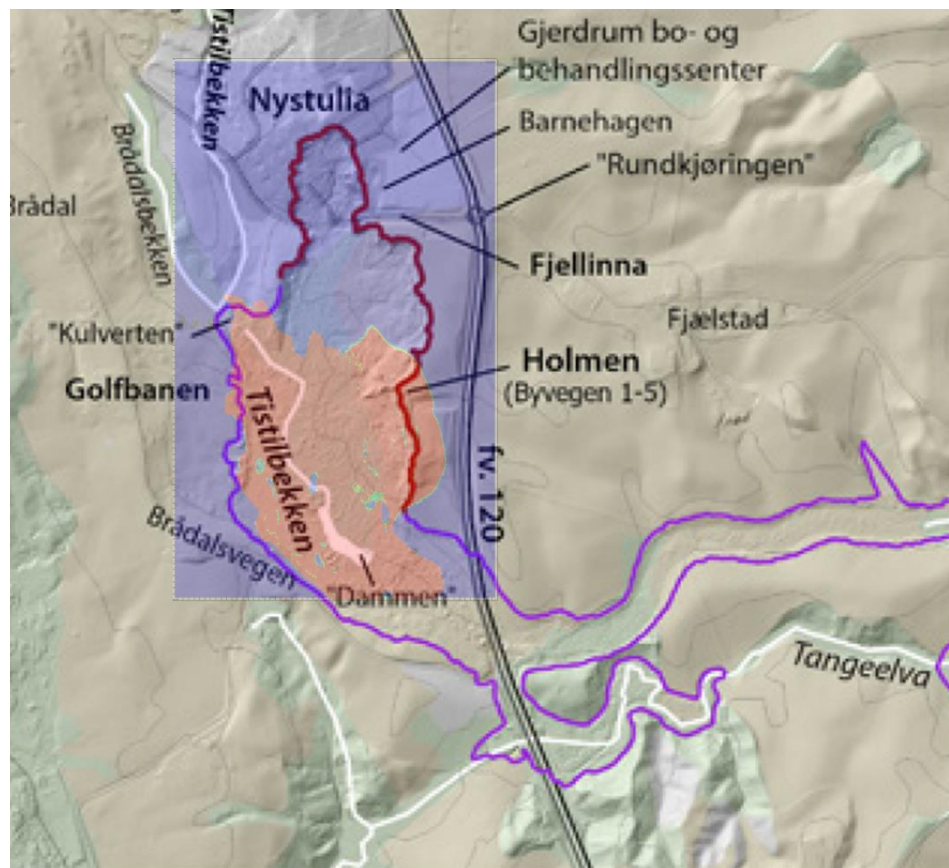 Tistilbekken
Gjerdrum bo- og
behandlingssenter
Nystulia
Barnehagen
"Rundkjøringen"
Brådalsbekken
Brådal
Fjellinna
"Kulverten"
Fjælstad
Holmen
(Byvegen 1-5)
Golfbanen
Tistilbekken
fv. 120
Brådalsvegen
"Dammen"
Tangeelva